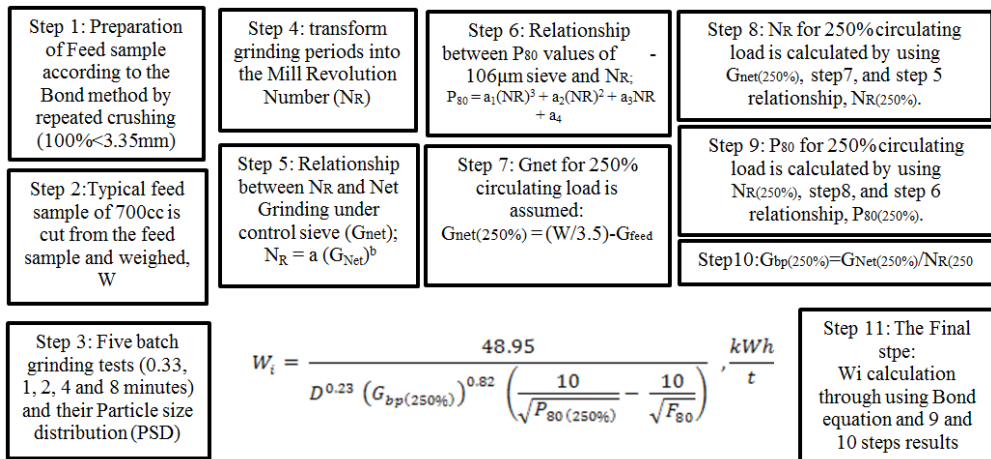 Step 1: Preparation
of Feed sample
according to the
Bond method by
repeated crushing
(100%<3.35mm)
Step 2:Typical feed
sample of 700cc is
cut from the feed
sample and weighed,
W
Step 3: Five batch
grinding tests (0.33,
1, 2, 4 and 8 minutes)
and their Particle size
distribution (PSD)
Step 4: transform
grinding periods into
the Mill Revolution
Number (NR)
Step 5: Relationship
between NR and Net
Grinding under
control sieve (Gnet);
NR = a (GNet)^b
Step 6: Relationship
between P80 values of -
106µm sieve and NR;
P80 = a1(NR)³ + a2(NR)² + a3NR
+ a4
Step 7: Gnet for 250%
circulating load is
assumed:
Gnet(250%) = (W/3.5)-Gfeed
Step 8: NR for 250% circulating
load is calculated by using
Gnet(250%), step7, and step 5
relationship, NR(250%).
Step 9: P80 for 250% circulating
load is calculated by using
NR(250%), step8, and step 6
relationship, P80(250%).
Step10:Gbp(250%)=GNet(250%)/NR(250
Wi = 48.95 / (D^0.23 (Gbp(250%))^0.82 (10/√P80(250%) − 10/√F80)) , kWh/t
Step 11: The Final
stpe:
Wi calculation
through using Bond
equation and 9 and
10 steps results